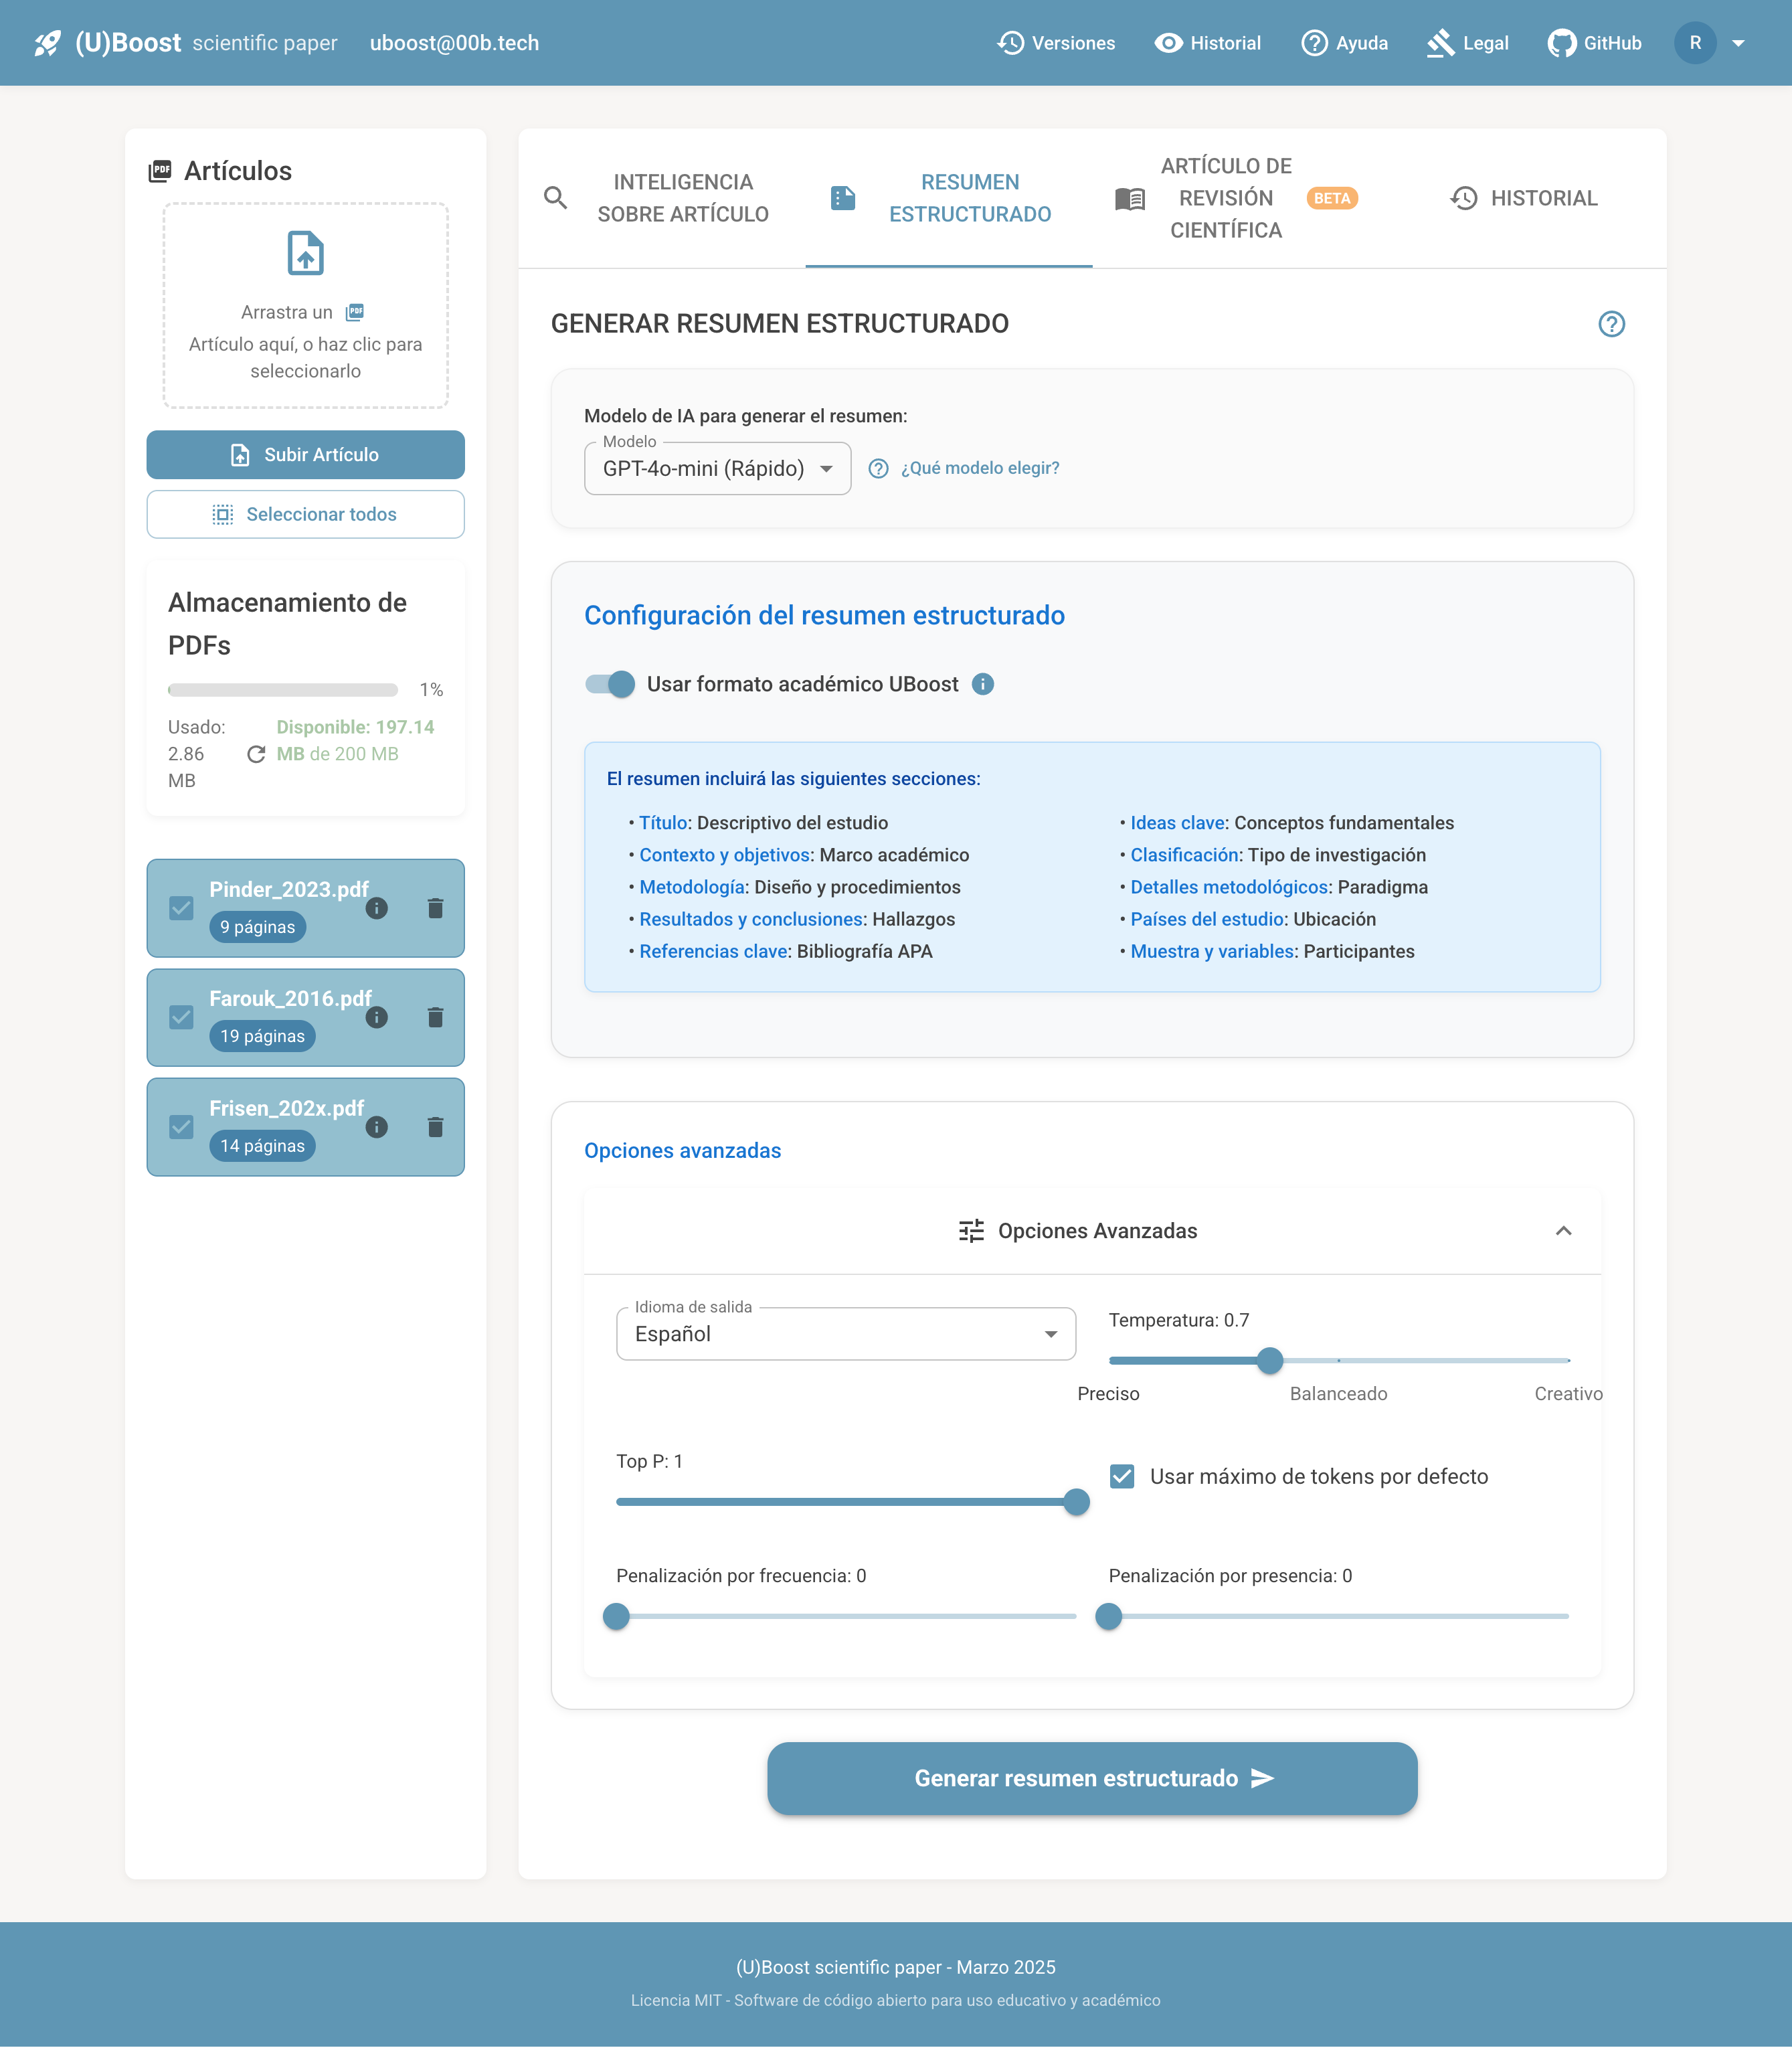 (U)Boost scientific paper uboost@00b.tech Versiones Historial Ayuda Legal GitHub R
PDF Artículos
Arrastra un PDF
Artículo aquí, o haz clic para
seleccionarlo
Subir Artículo
Seleccionar todos
Almacenamiento de
PDFs
1%
Usado:
2.86
MB
Disponible: 197.14
MB de 200 MB
Pinder_2023.pdf
9 páginas
Farouk_2016.pdf
19 páginas
Frisen_202x.pdf
14 páginas
INTELIGENCIA
SOBRE ARTÍCULO
RESUMEN
ESTRUCTURADO
ARTÍCULO DE
REVISIÓN
CIENTÍFICA
BETA
HISTORIAL
GENERAR RESUMEN ESTRUCTURADO
Modelo de IA para generar el resumen:
Modelo
GPT-4o-mini (Rápido)
¿Qué modelo elegir?
Configuración del resumen estructurado
Usar formato académico UBoost
El resumen incluirá las siguientes secciones:
• Título: Descriptivo del estudio
• Contexto y objetivos: Marco académico
• Metodología: Diseño y procedimientos
• Resultados y conclusiones: Hallazgos
• Referencias clave: Bibliografía APA
• Ideas clave: Conceptos fundamentales
• Clasificación: Tipo de investigación
• Detalles metodológicos: Paradigma
• Países del estudio: Ubicación
• Muestra y variables: Participantes
Opciones avanzadas
Opciones Avanzadas
Idioma de salida
Español
Temperatura: 0.7
Preciso Balanceado Creativo
Top P: 1
Usar máximo de tokens por defecto
Penalización por frecuencia: 0
Penalización por presencia: 0
Generar resumen estructurado
(U)Boost scientific paper - Marzo 2025
Licencia MIT - Software de código abierto para uso educativo y académico